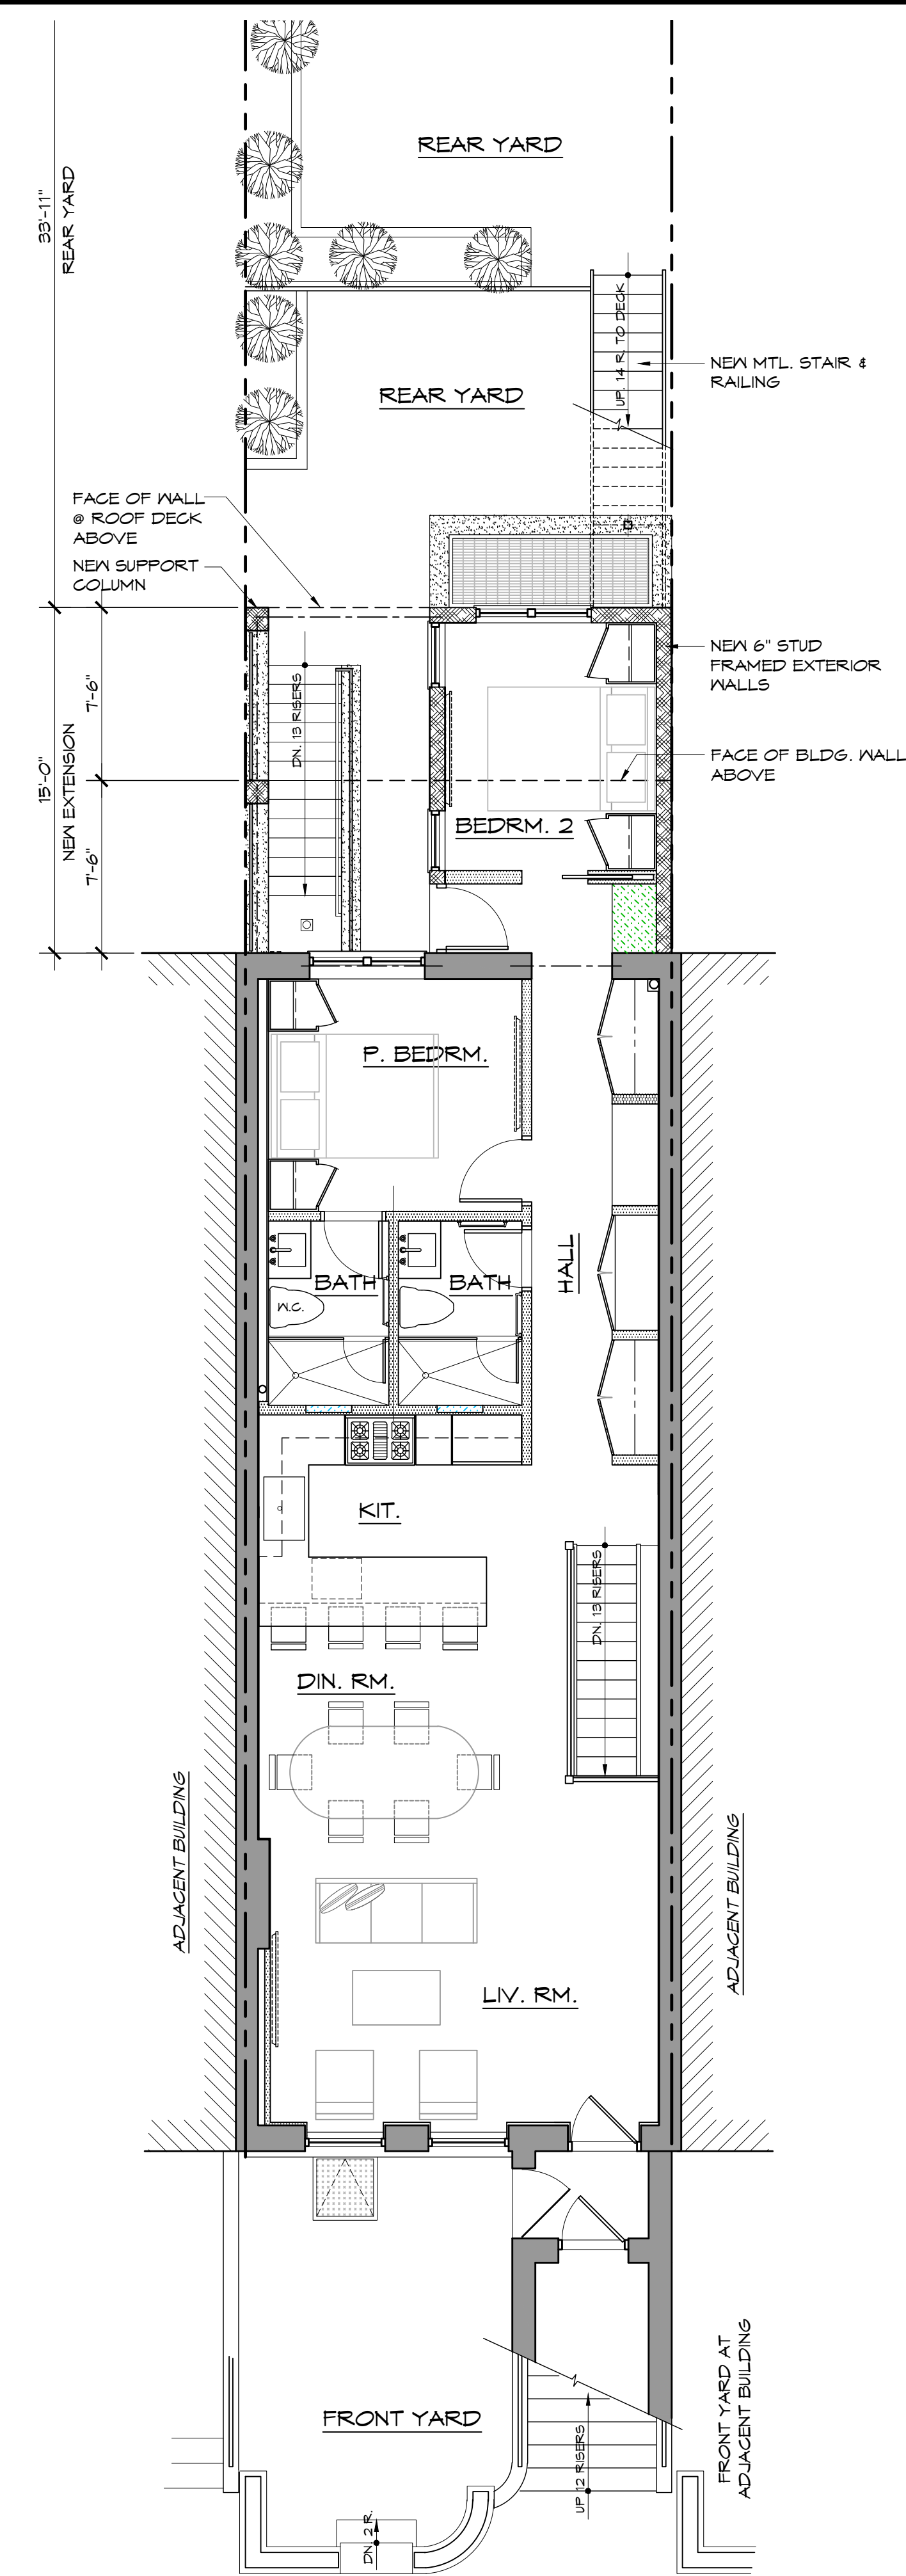 REAR YARD
33'-11"
REAR YARD
UP. 14 R. TO DECK
NEW MTL. STAIR &
RAILING
REAR YARD
FACE OF WALL
@ ROOF DECK
ABOVE
NEW SUPPORT
COLUMN
NEW 6" STUD
FRAMED EXTERIOR
WALLS
DN. 13 RISERS
7'-6"
15'-0"
NEW EXTENSION
7'-6"
FACE OF BLDG. WALL
ABOVE
BEDRM. 2
P. BEDRM.
HALL
BATH
BATH
W.C.
KIT.
DN. 13 RISERS
DIN. RM.
ADJACENT BUILDING
ADJACENT BUILDING
LIV. RM.
FRONT YARD
FRONT YARD AT
ADJACENT BUILDING
UP 12 RISERS
DN. 2 R.